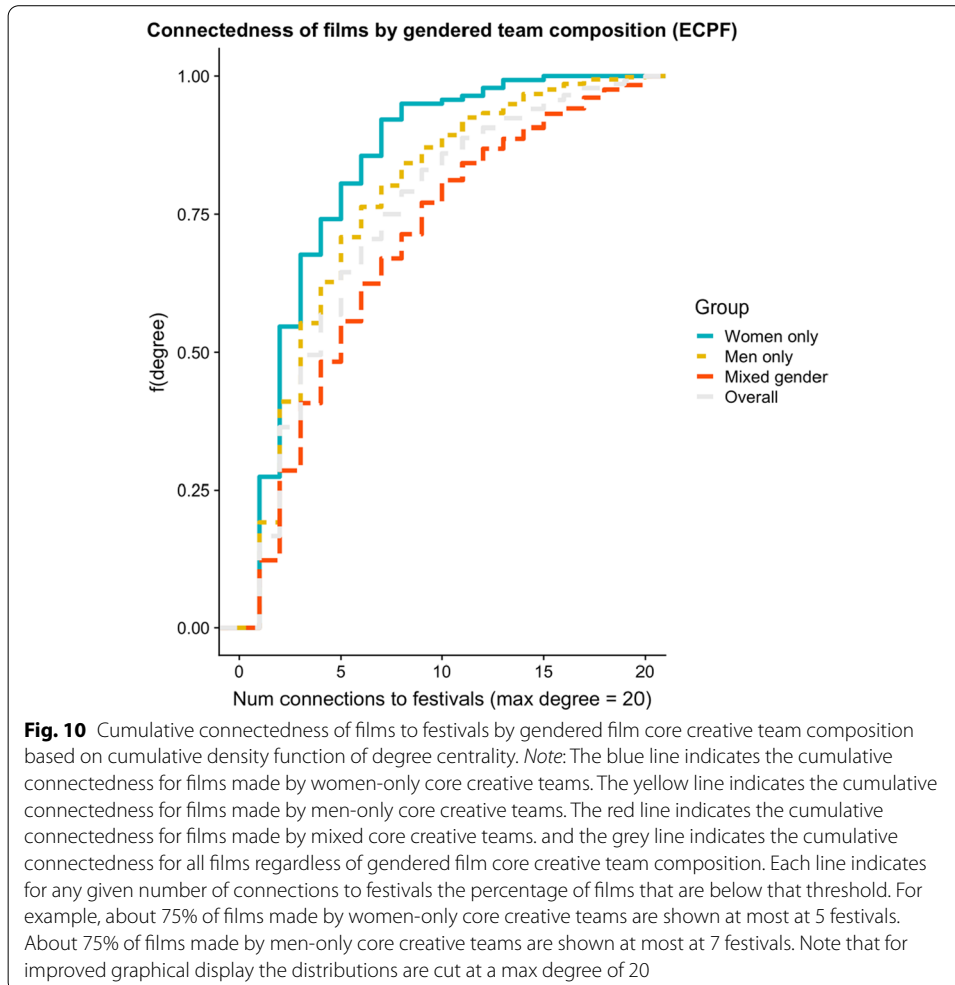 Connectedness of films by gendered team composition (ECPF)
1.00
0.75
0.50
0.25
0.00
f(degree)
0 5 10 15 20
Num connections to festivals (max degree = 20)
Group
Women only
Men only
Mixed gender
Overall
Fig. 10 Cumulative connectedness of films to festivals by gendered film core creative team composition
based on cumulative density function of degree centrality. Note: The blue line indicates the cumulative
connectedness for films made by women-only core creative teams. The yellow line indicates the cumulative
connectedness for films made by men-only core creative teams. The red line indicates the cumulative
connectedness for films made by mixed core creative teams. and the grey line indicates the cumulative
connectedness for all films regardless of gendered film core creative team composition. Each line indicates
for any given number of connections to festivals the percentage of films that are below that threshold. For
example, about 75% of films made by women-only core creative teams are shown at most at 5 festivals.
About 75% of films made by men-only core creative teams are shown at most at 7 festivals. Note that for
improved graphical display the distributions are cut at a max degree of 20